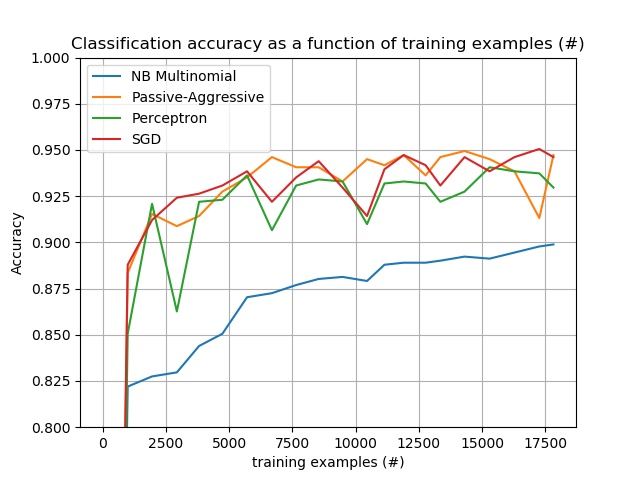 Classification accuracy as a function of training examples (#)
1.000
0.975
0.950
0.925
0.900
0.875
0.850
0.825
0.800
Accuracy
NB Multinomial
Passive-Aggressive
Perceptron
SGD
0 2500 5000 7500 10000 12500 15000 17500
training examples (#)